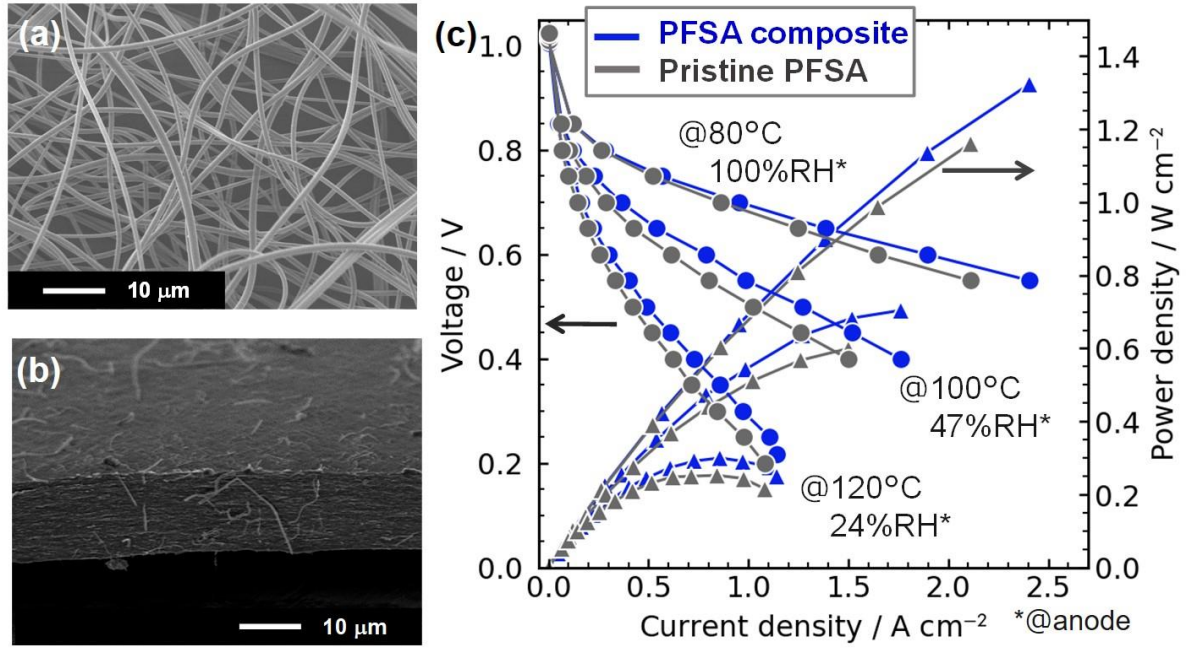 (a)
10 μm
(b)
10 μm
(c)
PFSA composite
Pristine PFSA
@80°C
100%RH*
@100°C
47%RH*
@120°C
24%RH*
Voltage / V
1.0
0.8
0.6
0.4
0.2
0.0
Power density / W cm⁻²
1.4
1.2
1.0
0.8
0.6
0.4
0.2
0.0
0.0 0.5 1.0 1.5 2.0 2.5
Current density / A cm⁻² *@anode